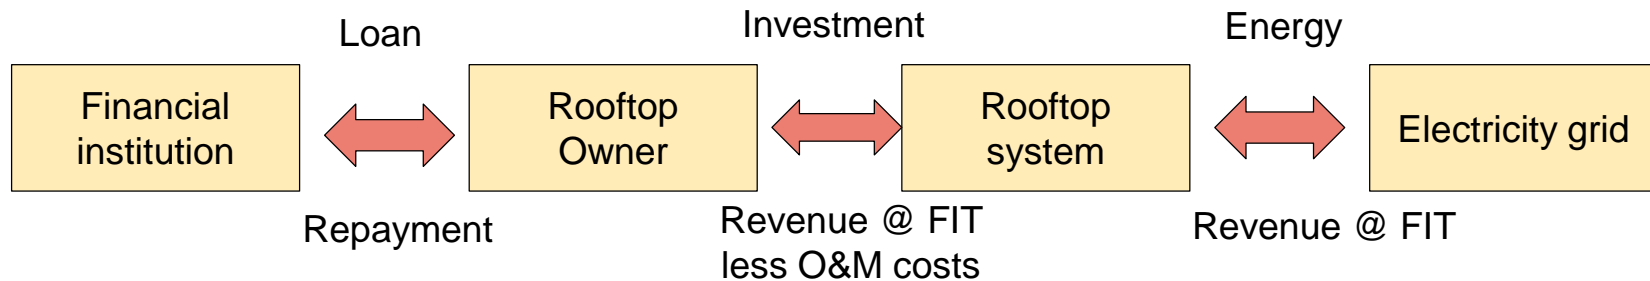 Loan
Investment
Energy
Financial
institution
Rooftop
Owner
Rooftop
system
Electricity grid
Repayment
Revenue @ FIT
less O&M costs
Revenue @ FIT